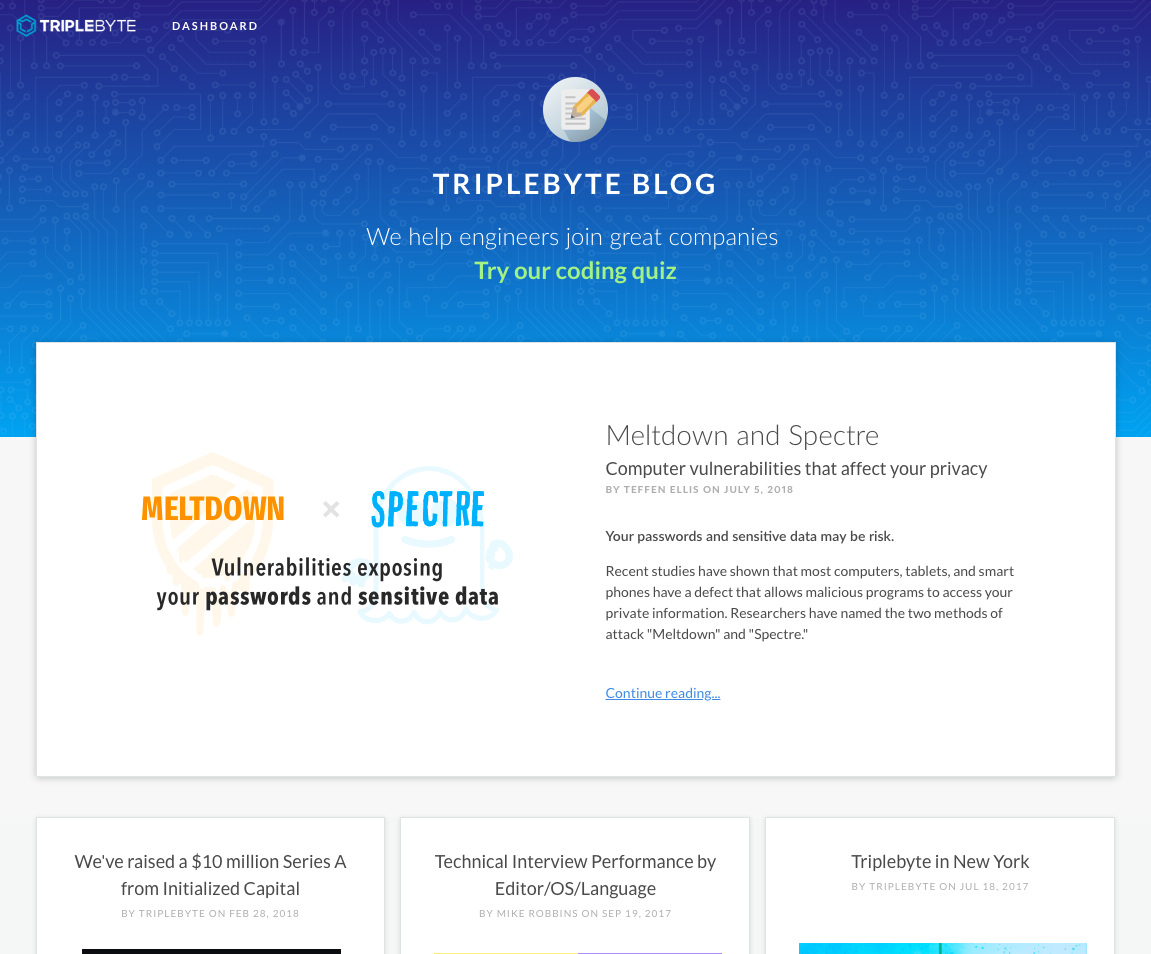 TRIPLEBYTE
DASHBOARD
TRIPLEBYTE BLOG
We help engineers join great companies
Try our coding quiz
MELTDOWN × SPECTRE
Vulnerabilities exposing
your passwords and sensitive data
Meltdown and Spectre
Computer vulnerabilities that affect your privacy
BY TEFFEN ELLIS ON JULY 5, 2018
Your passwords and sensitive data may be risk.
Recent studies have shown that most computers, tablets, and smart
phones have a defect that allows malicious programs to access your
private information. Researchers have named the two methods of
attack "Meltdown" and "Spectre."
Continue reading...
We've raised a $10 million Series A
from Initialized Capital
BY TRIPLEBYTE ON FEB 28, 2018
Technical Interview Performance by
Editor/OS/Language
BY MIKE ROBBINS ON SEP 19, 2017
Triplebyte in New York
BY TRIPLEBYTE ON JUL 18, 2017